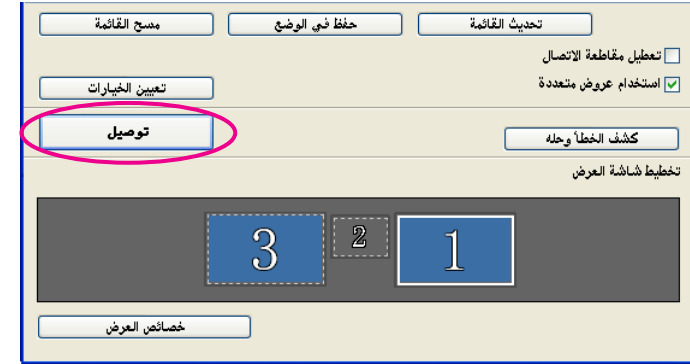 تحديث القائمة
حفظ في الوضع
مسح القائمة
تعطيل مقاطعة الاتصال
استخدام عروض متعددة
تعيين الخيارات
توصيل
كشف الخطأ وحله
تخطيط شاشة العرض
1
2
3
خصائص العرض